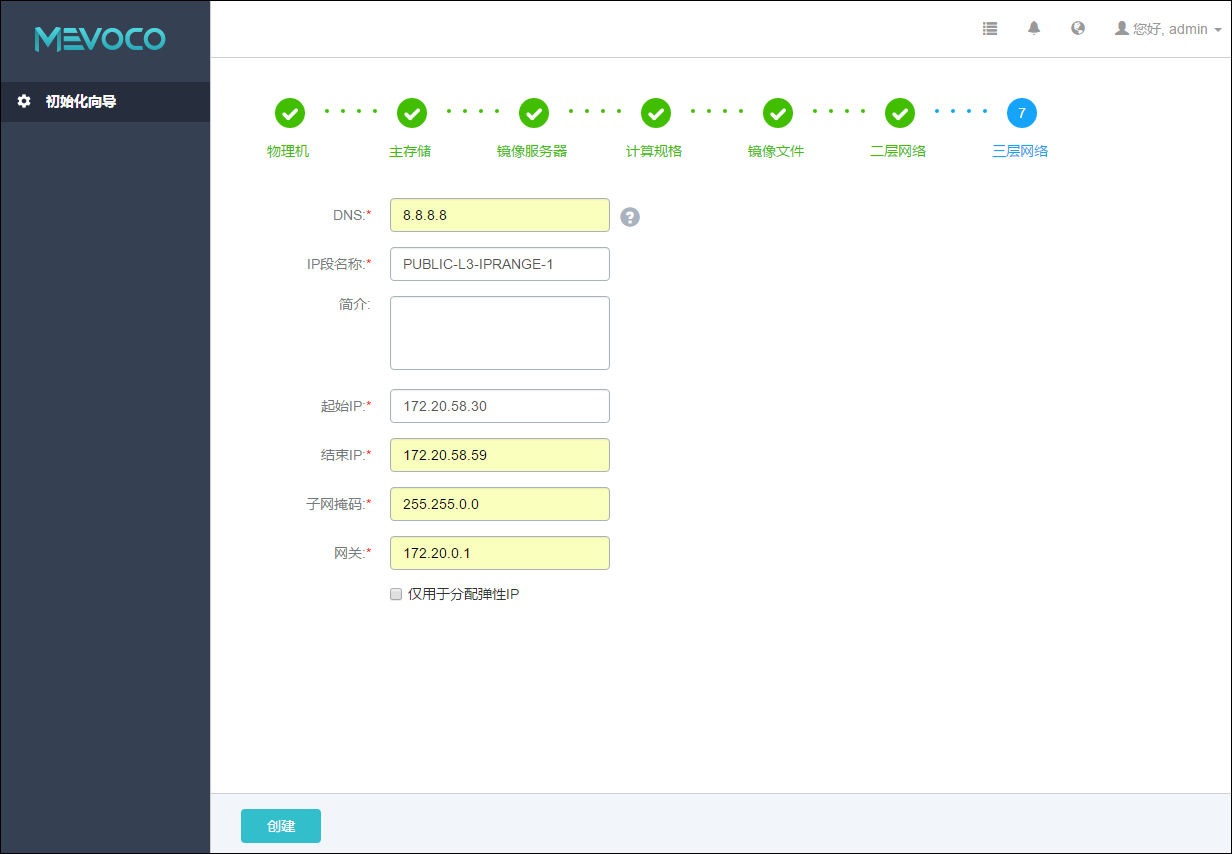 MEVOCO
您好, admin
初始化向导
7
物理机 主存储 镜像服务器 计算规格 镜像文件 二层网络 三层网络
DNS:* 8.8.8.8 ?
IP段名称:* PUBLIC-L3-IPRANGE-1
简介:
起始IP:* 172.20.58.30
结束IP:* 172.20.58.59
子网掩码:* 255.255.0.0
网关:* 172.20.0.1
仅用于分配弹性IP
创建